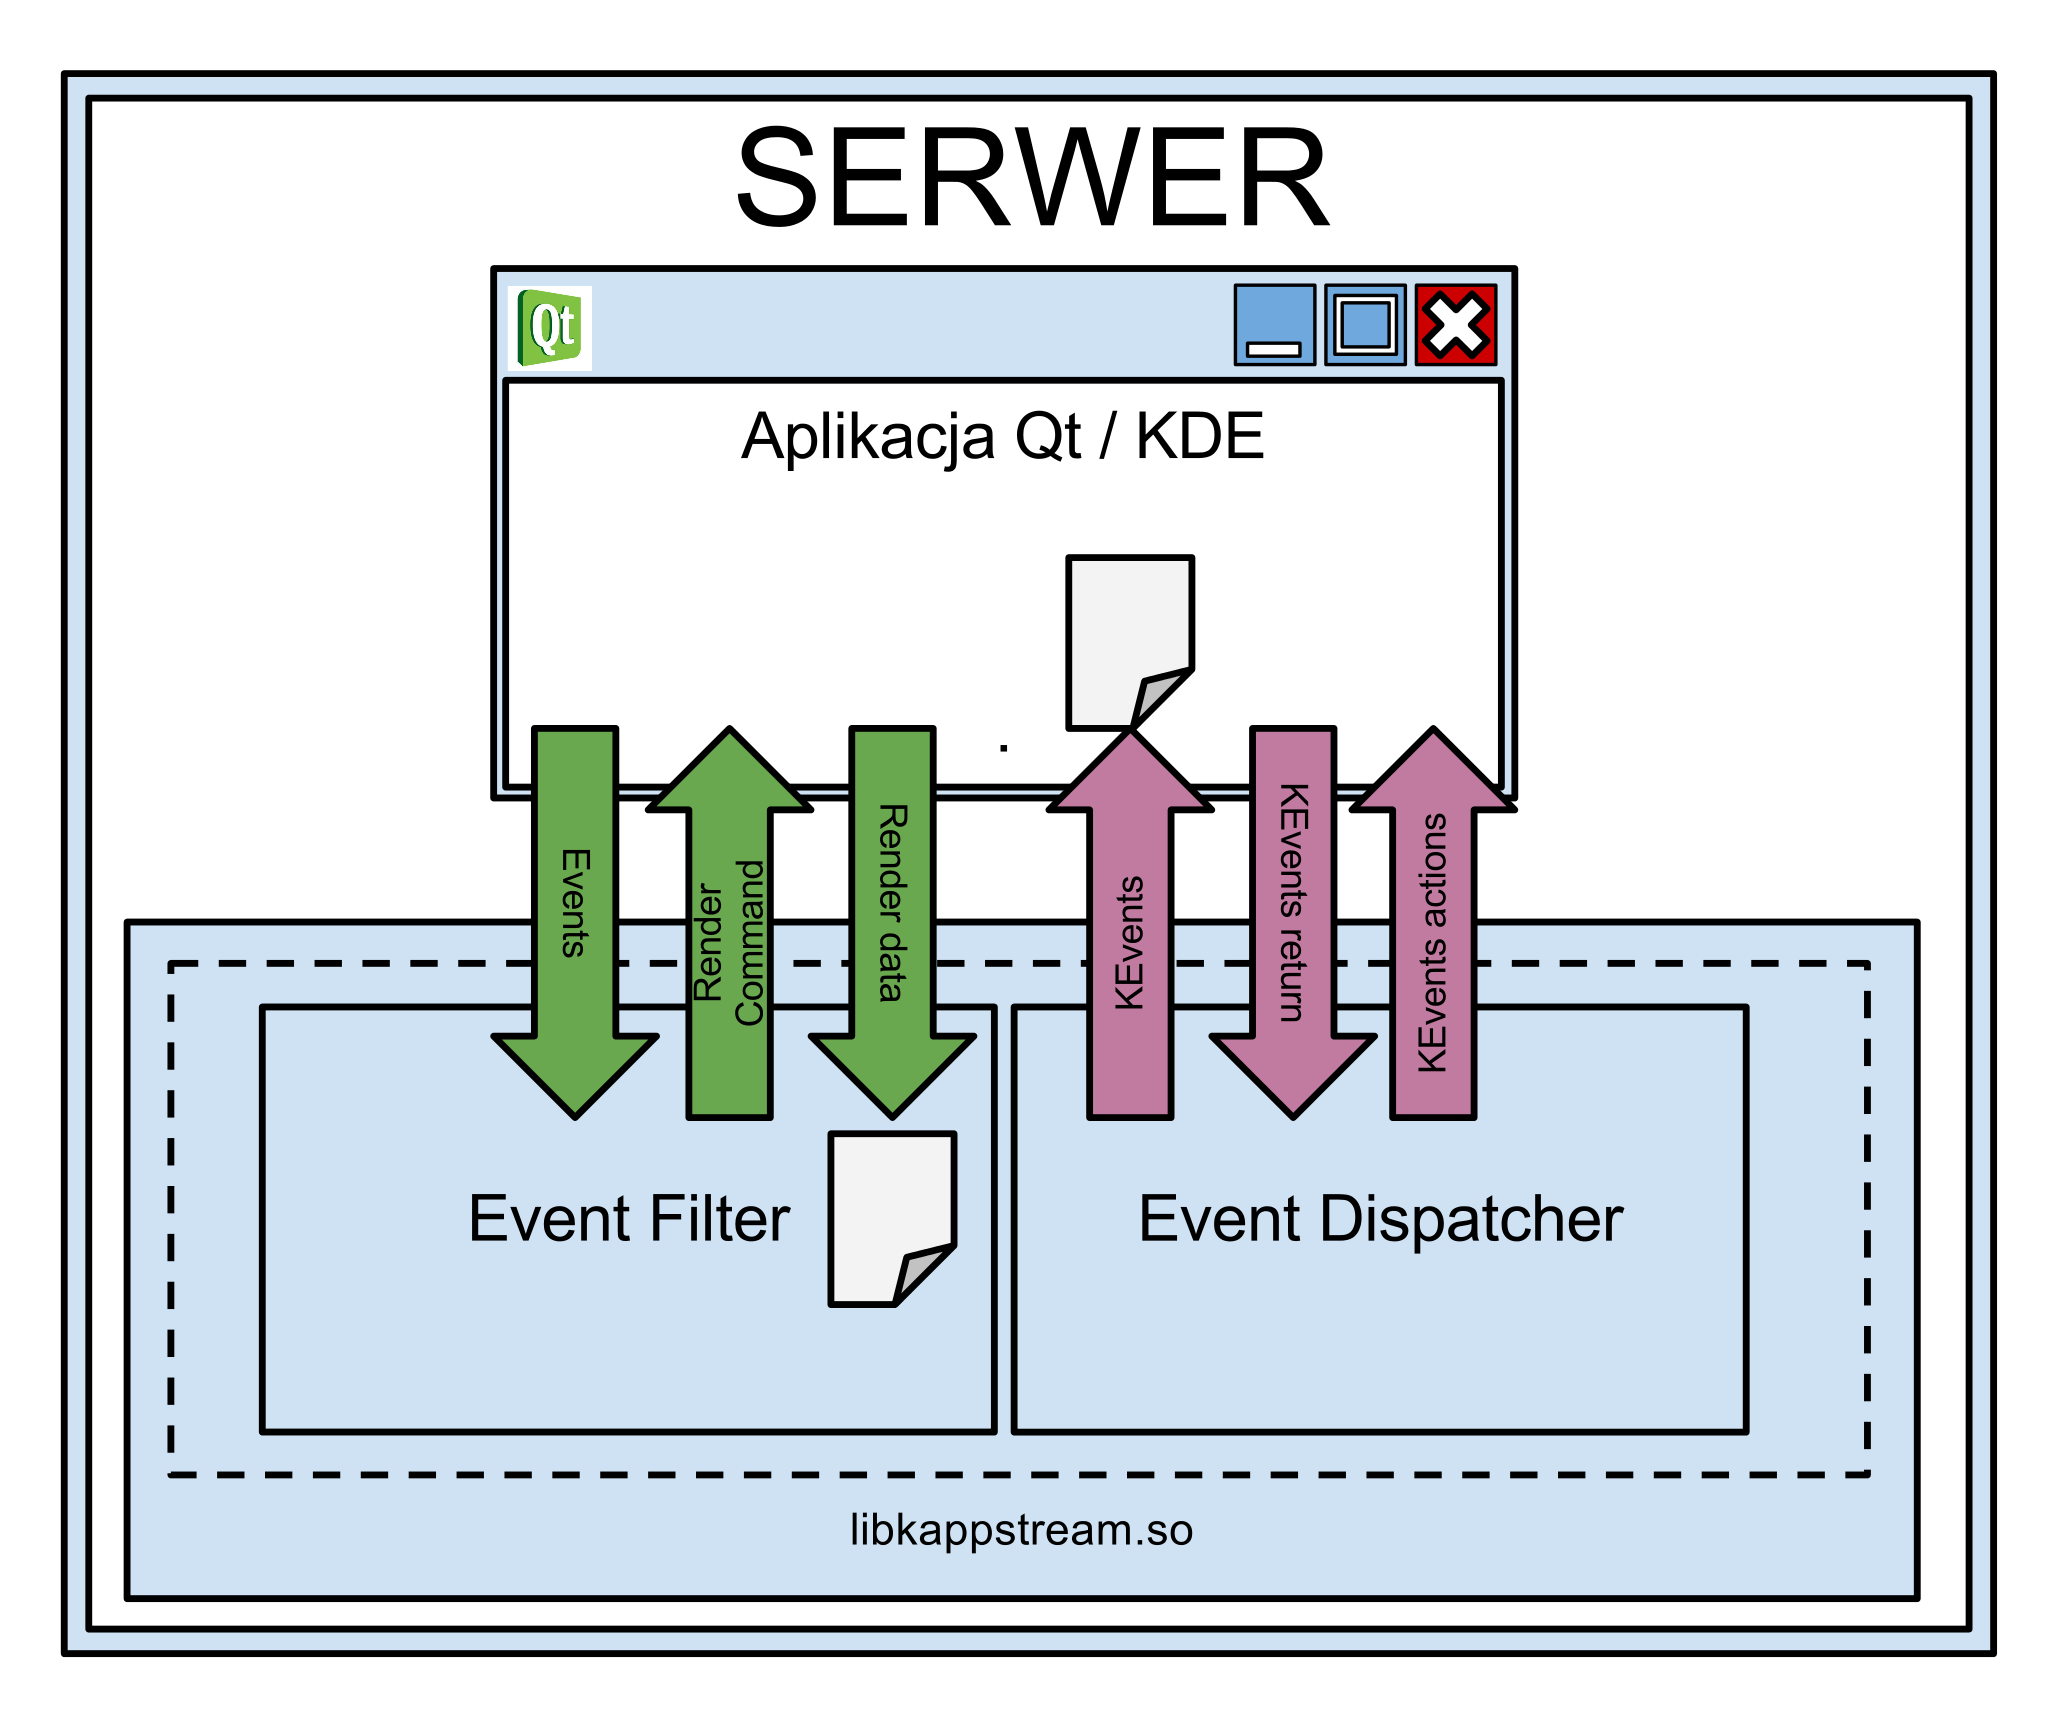 SERWER
Qt
Aplikacja Qt / KDE
.
Events
Render
Command
Render data
KEvents
KEvents return
KEvents actions
Event Filter
Event Dispatcher
libkappstream.so